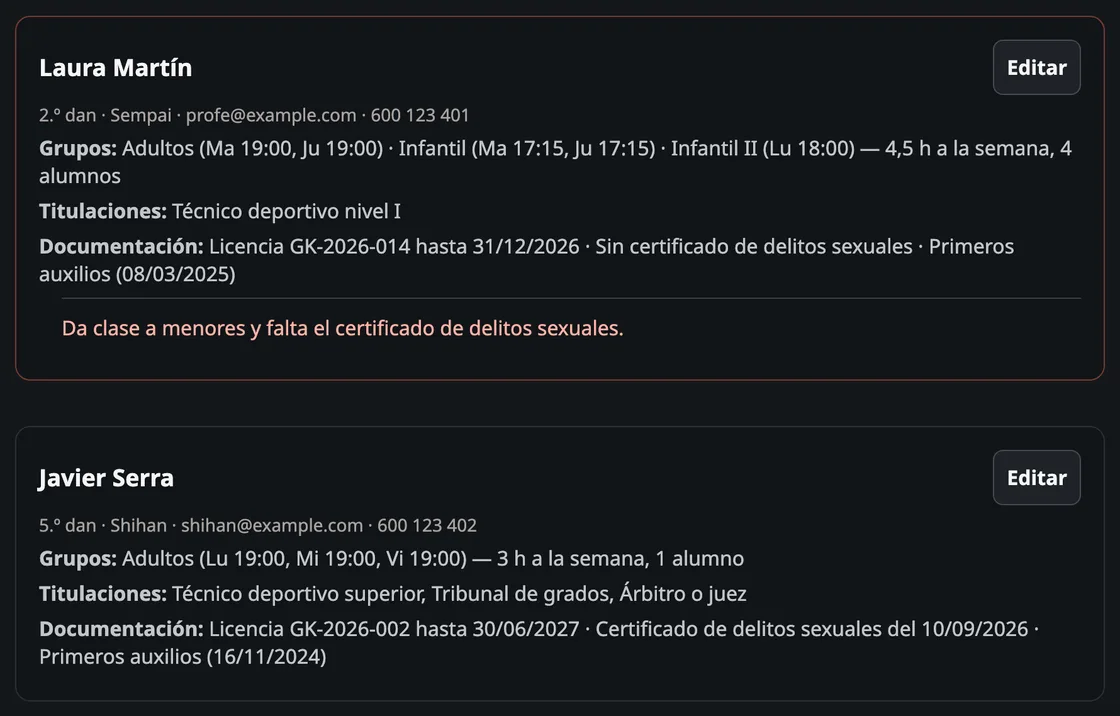 Laura Martín
Editar
2.º dan · Sempai · profe@example.com · 600 123 401
Grupos: Adultos (Ma 19:00, Ju 19:00) · Infantil (Ma 17:15, Ju 17:15) · Infantil II (Lu 18:00) — 4,5 h a la semana, 4
alumnos
Titulaciones: Técnico deportivo nivel I
Documentación: Licencia GK-2026-014 hasta 31/12/2026 · Sin certificado de delitos sexuales · Primeros
auxilios (08/03/2025)
Da clase a menores y falta el certificado de delitos sexuales.
Javier Serra
Editar
5.º dan · Shihan · shihan@example.com · 600 123 402
Grupos: Adultos (Lu 19:00, Mi 19:00, Vi 19:00) — 3 h a la semana, 1 alumno
Titulaciones: Técnico deportivo superior, Tribunal de grados, Árbitro o juez
Documentación: Licencia GK-2026-002 hasta 30/06/2027 · Certificado de delitos sexuales del 10/09/2026 ·
Primeros auxilios (16/11/2024)